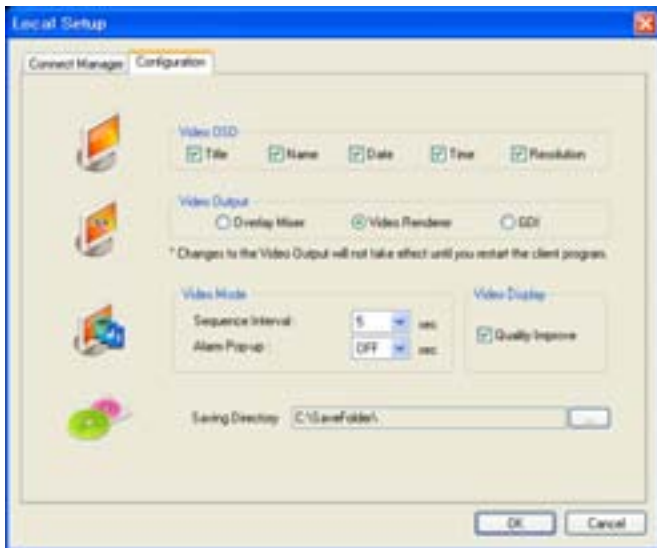 Local Setup
Connect Manager Configuration
Video OSD
Title Name Date Time Resolution
Video Output
Overlay Mixer Video Renderer GDI
* Changes to the Video Output will not take effect until you restart the client program.
Video Mode Video Display
Sequence Interval : 5 sec
Quality Improve
Alarm Pop-up : OFF sec
Saving Directory C:\SaveFolder\ ...
OK Cancel